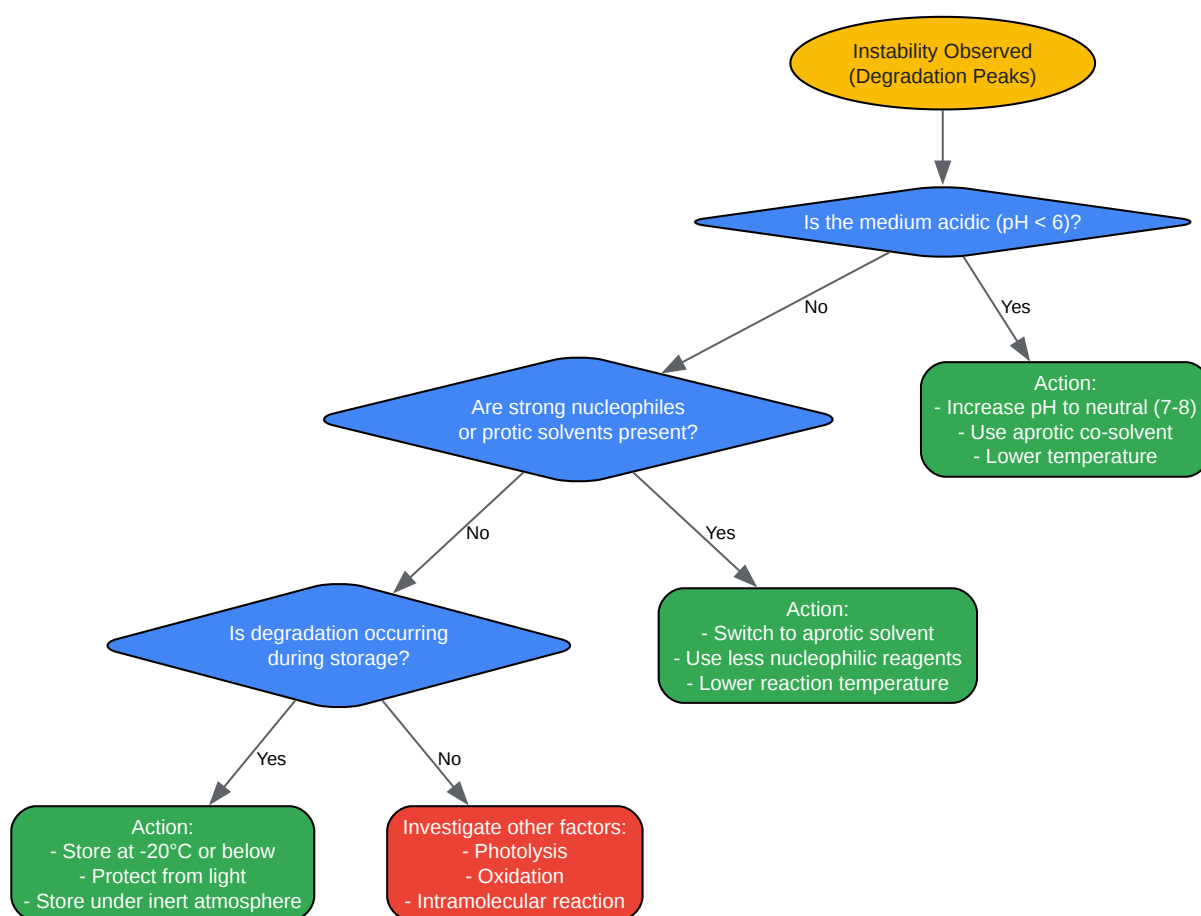 Instability Observed
(Degradation Peaks)
Is the medium acidic (pH < 6)?
No
Yes
Action:
- Increase pH to neutral (7-8)
- Use aprotic co-solvent
- Lower temperature
Are strong nucleophiles
or protic solvents present?
No
Yes
Action:
- Switch to aprotic solvent
- Use less nucleophilic reagents
- Lower reaction temperature
Is degradation occurring
during storage?
Yes
No
Action:
- Store at -20°C or below
- Protect from light
- Store under inert atmosphere
Investigate other factors:
- Photolysis
- Oxidation
- Intramolecular reaction